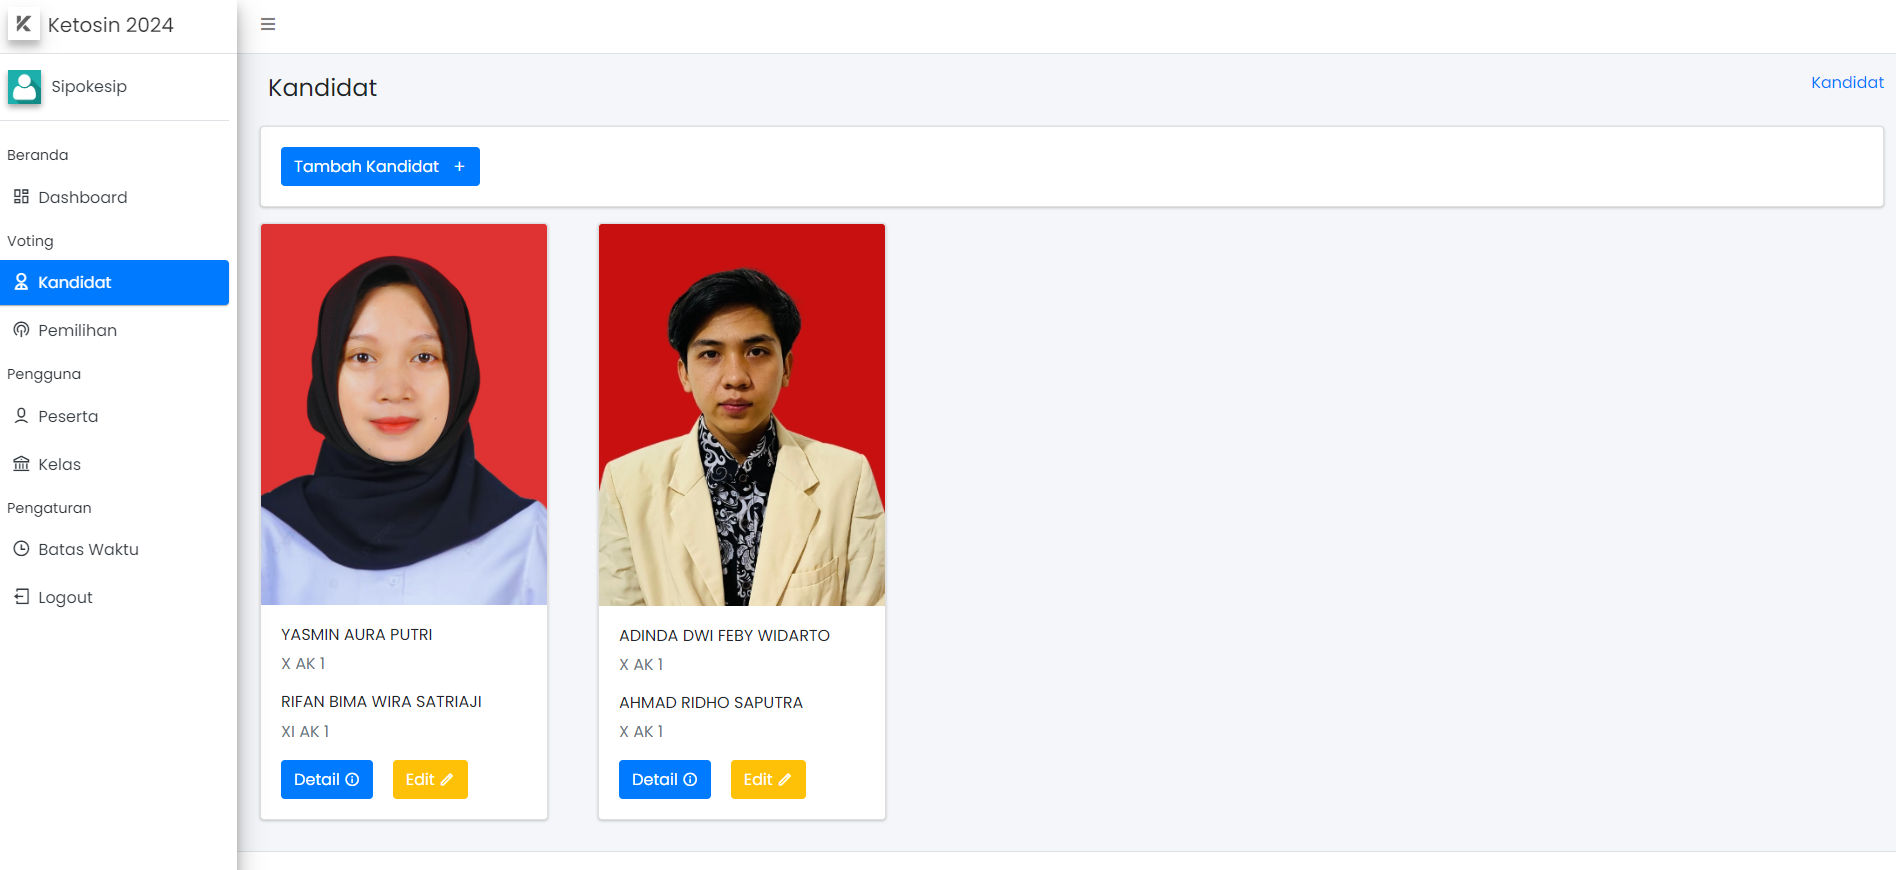 Ketosin 2024
Sipokesip
Beranda
Dashboard
Voting
Kandidat
Pemilihan
Pengguna
Peserta
Kelas
Pengaturan
Batas Waktu
Logout
Kandidat
Kandidat
Tambah Kandidat +
YASMIN AURA PUTRI
X AK 1
RIFAN BIMA WIRA SATRIAJI
XI AK 1
Detail
Edit
ADINDA DWI FEBY WIDARTO
X AK 1
AHMAD RIDHO SAPUTRA
X AK 1
Detail
Edit